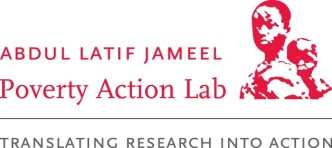 ABDUL LATIF JAMEEL
Poverty Action Lab
TRANSLATING RESEARCH INTO ACTION